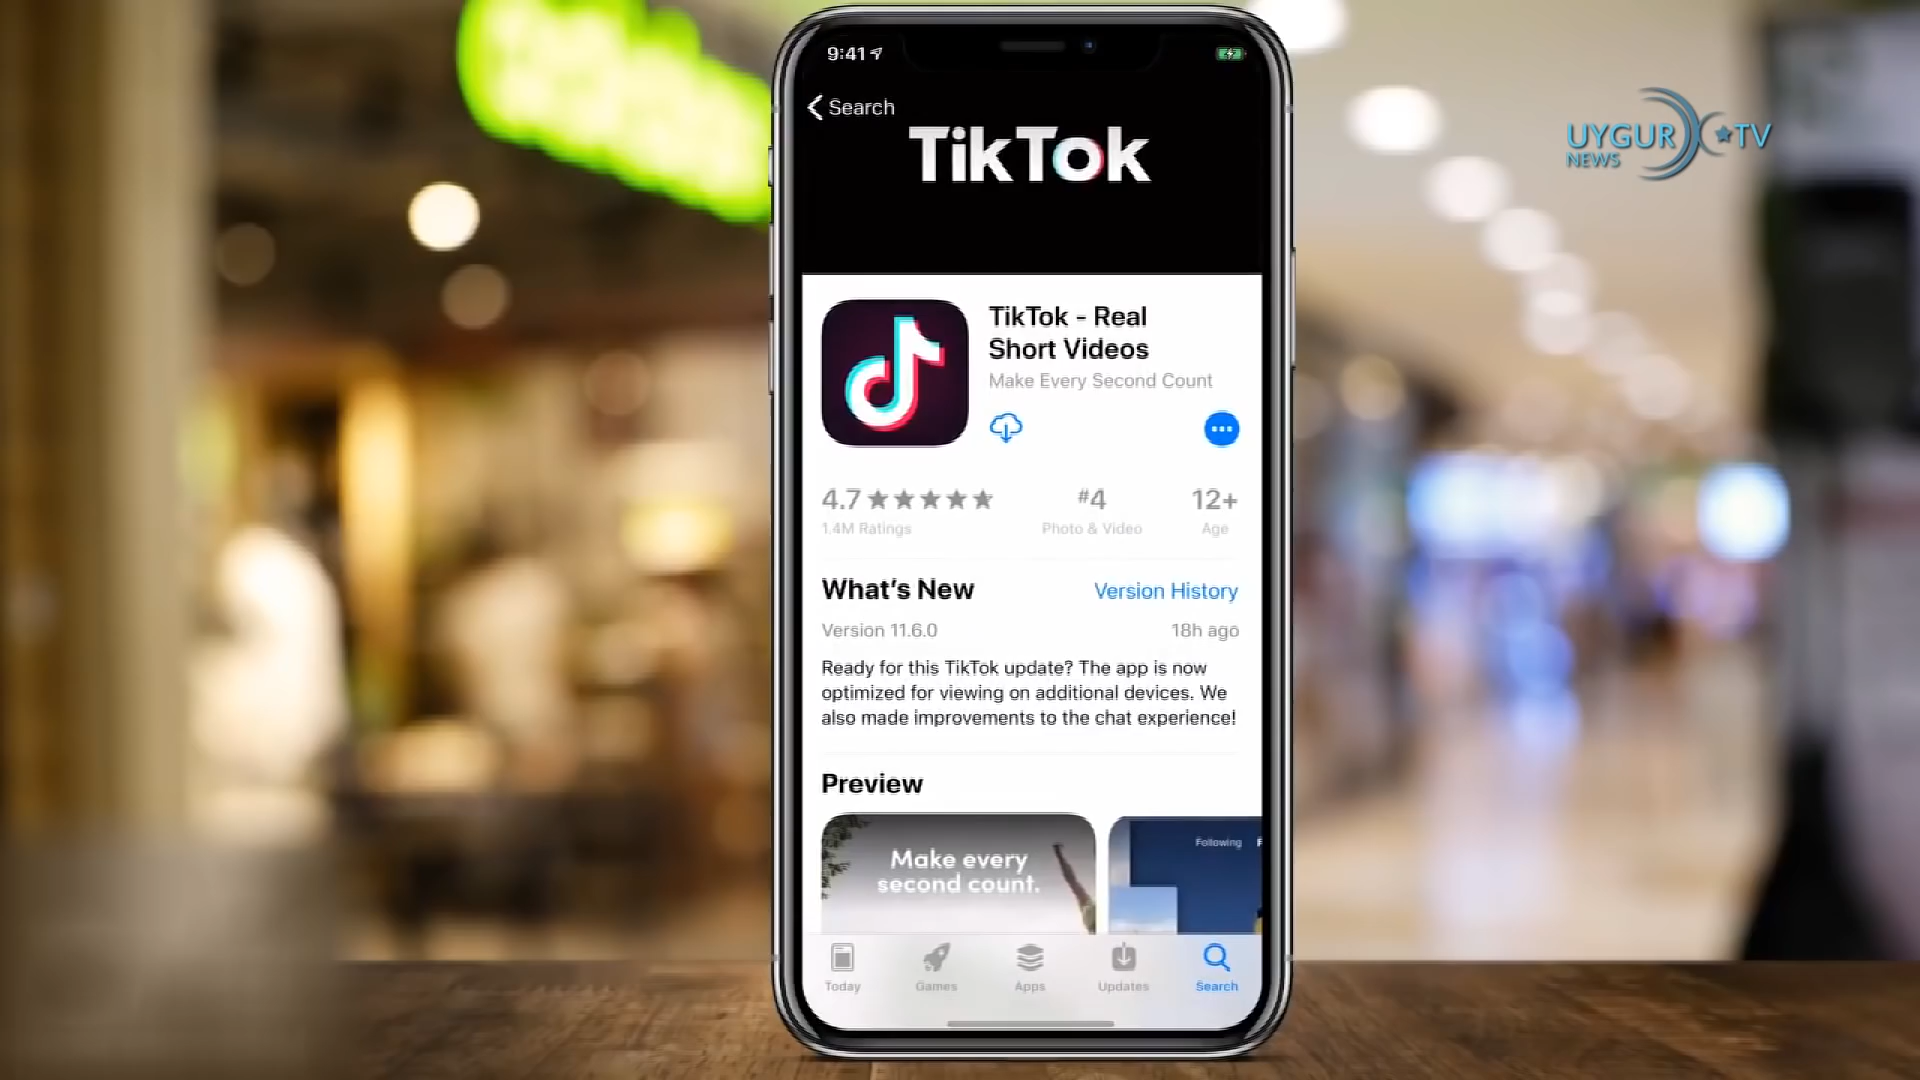 9:41
Search
TikTok
UYGUR TV
NEWS
TikTok - Real
Short Videos
Make Every Second Count
4.7
#4
12+
1.4M Ratings
Photo & Video
Age
What's New
Version History
Version 11.6.0
18h ago
Ready for this TikTok update? The app is now
optimized for viewing on additional devices. We
also made improvements to the chat experience!
Preview
Make every
second count.
Following
Today
Games
Apps
Updates
Search